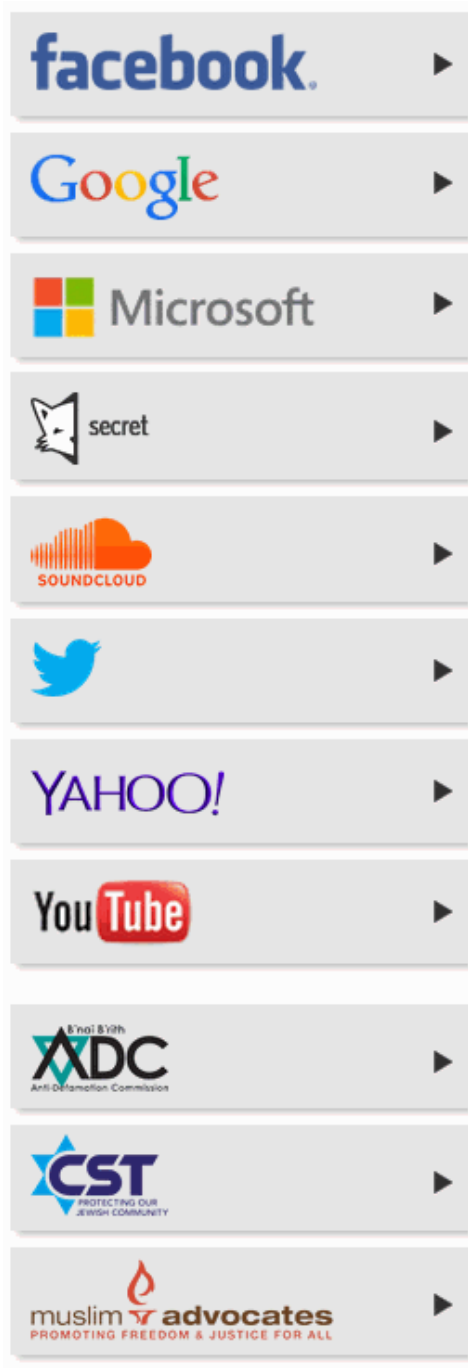 facebook.
Google
Microsoft
secret
SOUNDCLOUD
YAHOO!
YouTube
B'nai B'rith
ADC
Anti-Defamation Commission
CST
PROTECTING OUR
JEWISH COMMUNITY
muslim advocates
PROMOTING FREEDOM & JUSTICE FOR ALL